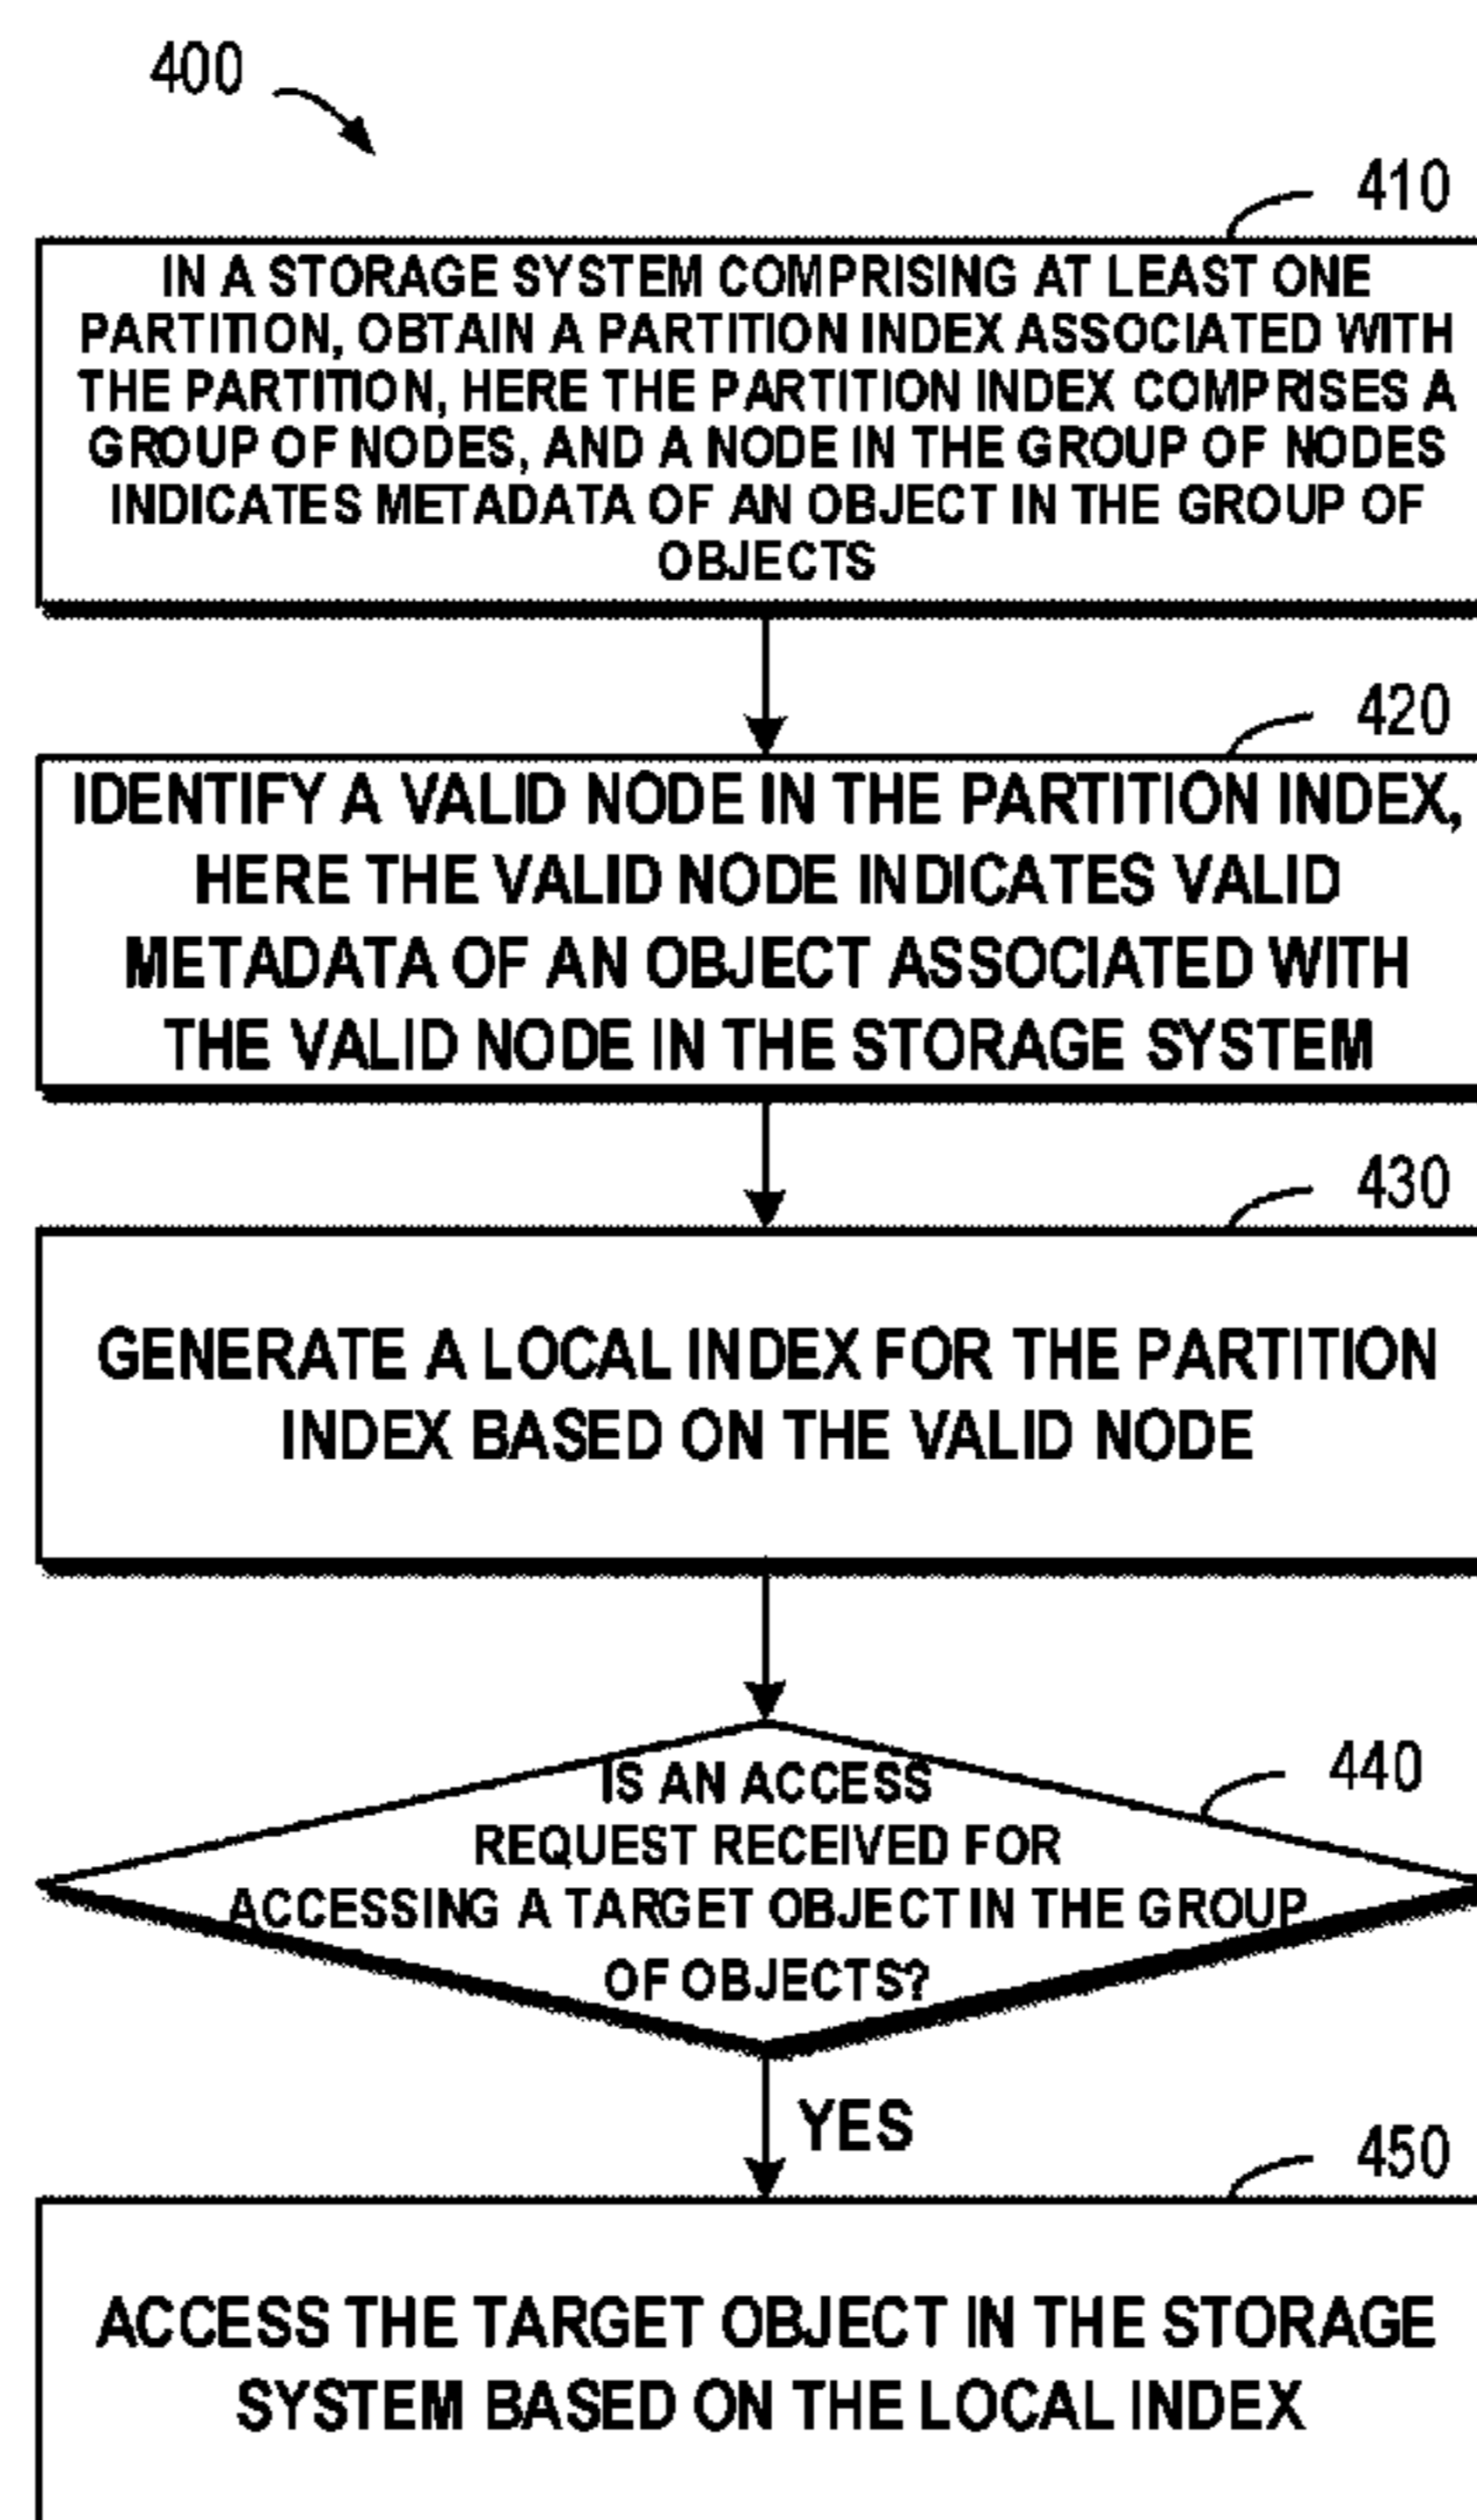 400
410
IN A STORAGE SYSTEM COMPRISING AT LEAST ONE
PARTITION, OBTAIN A PARTITION INDEX ASSOCIATED WITH
THE PARTITION, HERE THE PARTITION INDEX COMPRISES A
GROUP OF NODES, AND A NODE IN THE GROUP OF NODES
INDICATES METADATA OF AN OBJECT IN THE GROUP OF
OBJECTS
420
IDENTIFY A VALID NODE IN THE PARTITION INDEX,
HERE THE VALID NODE INDICATES VALID
METADATA OF AN OBJECT ASSOCIATED WITH
THE VALID NODE IN THE STORAGE SYSTEM
430
GENERATE A LOCAL INDEX FOR THE PARTITION
INDEX BASED ON THE VALID NODE
440
IS AN ACCESS
REQUEST RECEIVED FOR
ACCESSING A TARGET OBJECT IN THE GROUP
OF OBJECTS?
YES
450
ACCESS THE TARGET OBJECT IN THE STORAGE
SYSTEM BASED ON THE LOCAL INDEX